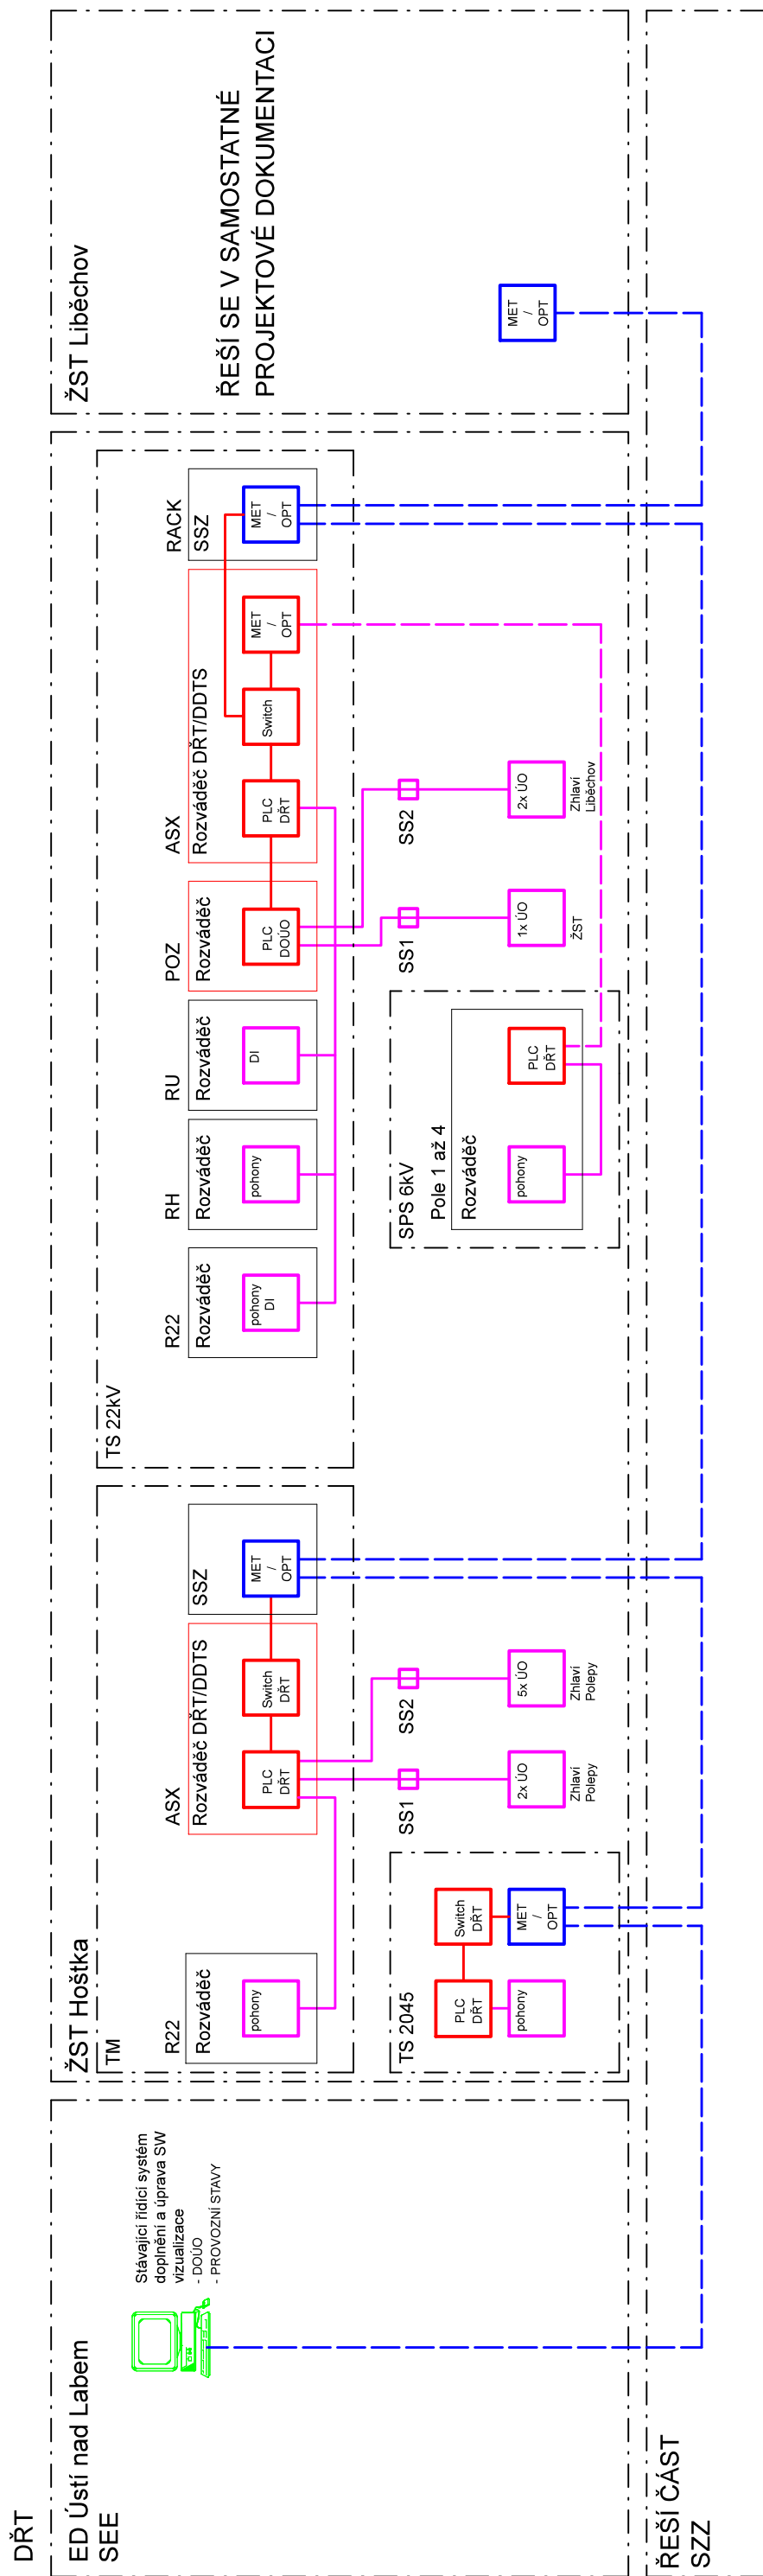 DŘT
ED Ústí nad Labem
SEE
Stávající řídicí systém
doplnění a úprava SW
vizualizace
- DOÚO
- PROVOZNÍ STAVY
ŽST Hoštka
TM
R22
Rozváděč
pohony
ASX
Rozváděč DŘT/DDTS
PLC
DŘT
Switch
DŘT
SSZ
MET
/
OPT
TS 2045
PLC
DŘT
Switch
DŘT
pohony
MET
/
OPT
SS1
SS2
2x ÚO
Zhlaví
Polepy
5x ÚO
Zhlaví
Polepy
TS 22kV
R22
Rozváděč
pohony
DI
RH
Rozváděč
pohony
RU
Rozváděč
DI
POZ
Rozváděč
PLC
DOÚO
ASX
Rozváděč DŘT/DDTS
PLC
DŘT
Switch
MET
/
OPT
RACK
SSZ
MET
/
OPT
SPS 6kV
Pole 1 až 4
Rozváděč
pohony
PLC
DŘT
SS1
SS2
1x ÚO
ŽST
2x ÚO
Zhlaví
Liběchov
ŽST Liběchov
ŘEŠÍ SE V SAMOSTATNÉ
PROJEKTOVÉ DOKUMENTACI
MET
/
OPT
ŘEŠÍ ČÁST
SZZ